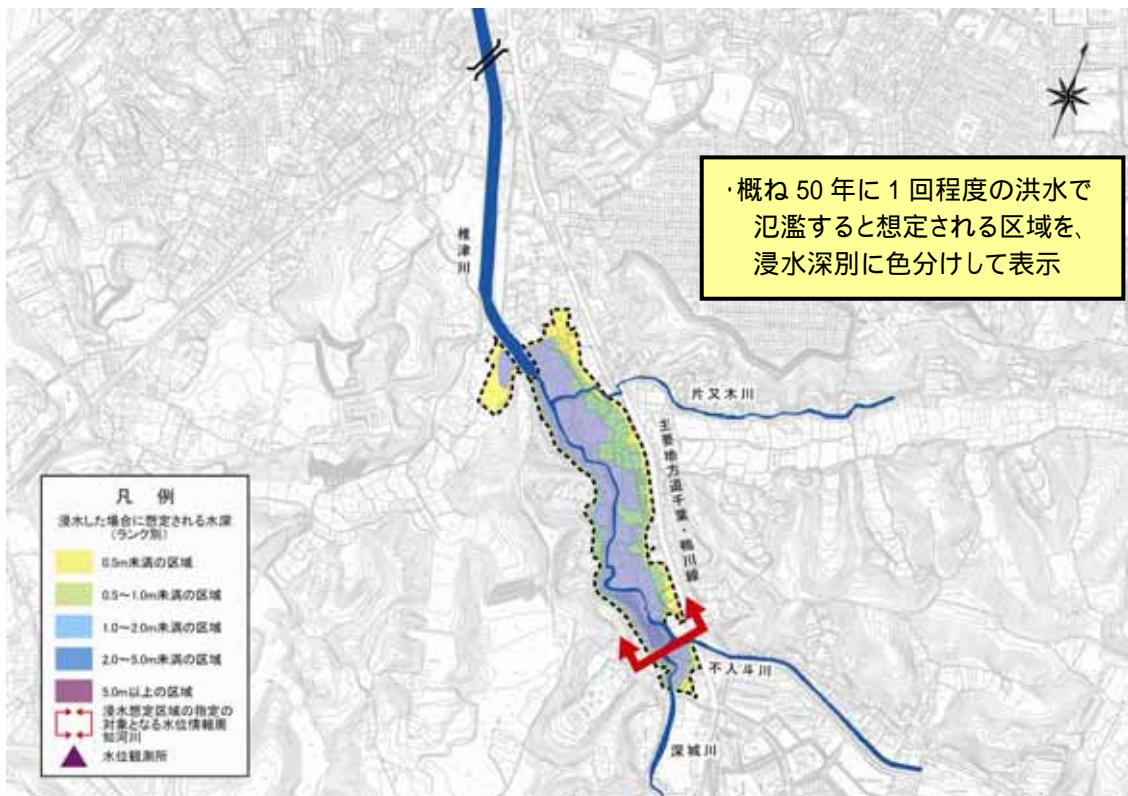 ・概ね 50 年に 1 回程度の洪水で
氾濫すると想定される区域を、
浸水深別に色分けして表示
椎津川
片又木川
主要地方道千葉・鴨川線
不入斗川
深城川
凡 例
浸水した場合に想定される水深
（ランク別）
0.5m未満の区域
0.5～1.0m未満の区域
1.0～2.0m未満の区域
2.0～5.0m未満の区域
5.0m以上の区域
浸水想定区域の指定の
対象となる水位情報周
知河川
水位観測所